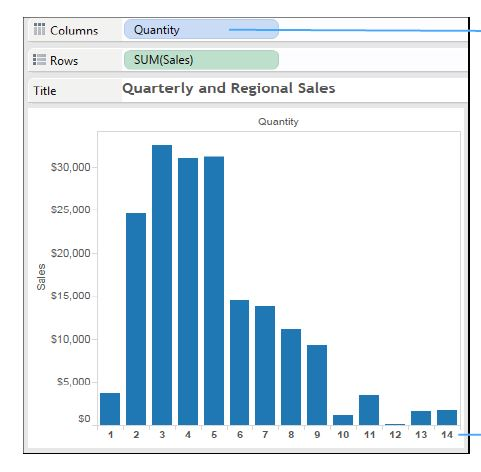 Columns Quantity
Rows SUM(Sales)
Title Quarterly and Regional Sales
Quantity
$30,000
$25,000
$20,000
Sales
$15,000
$10,000
$5,000
$0
1 2 3 4 5 6 7 8 9 10 11 12 13 14